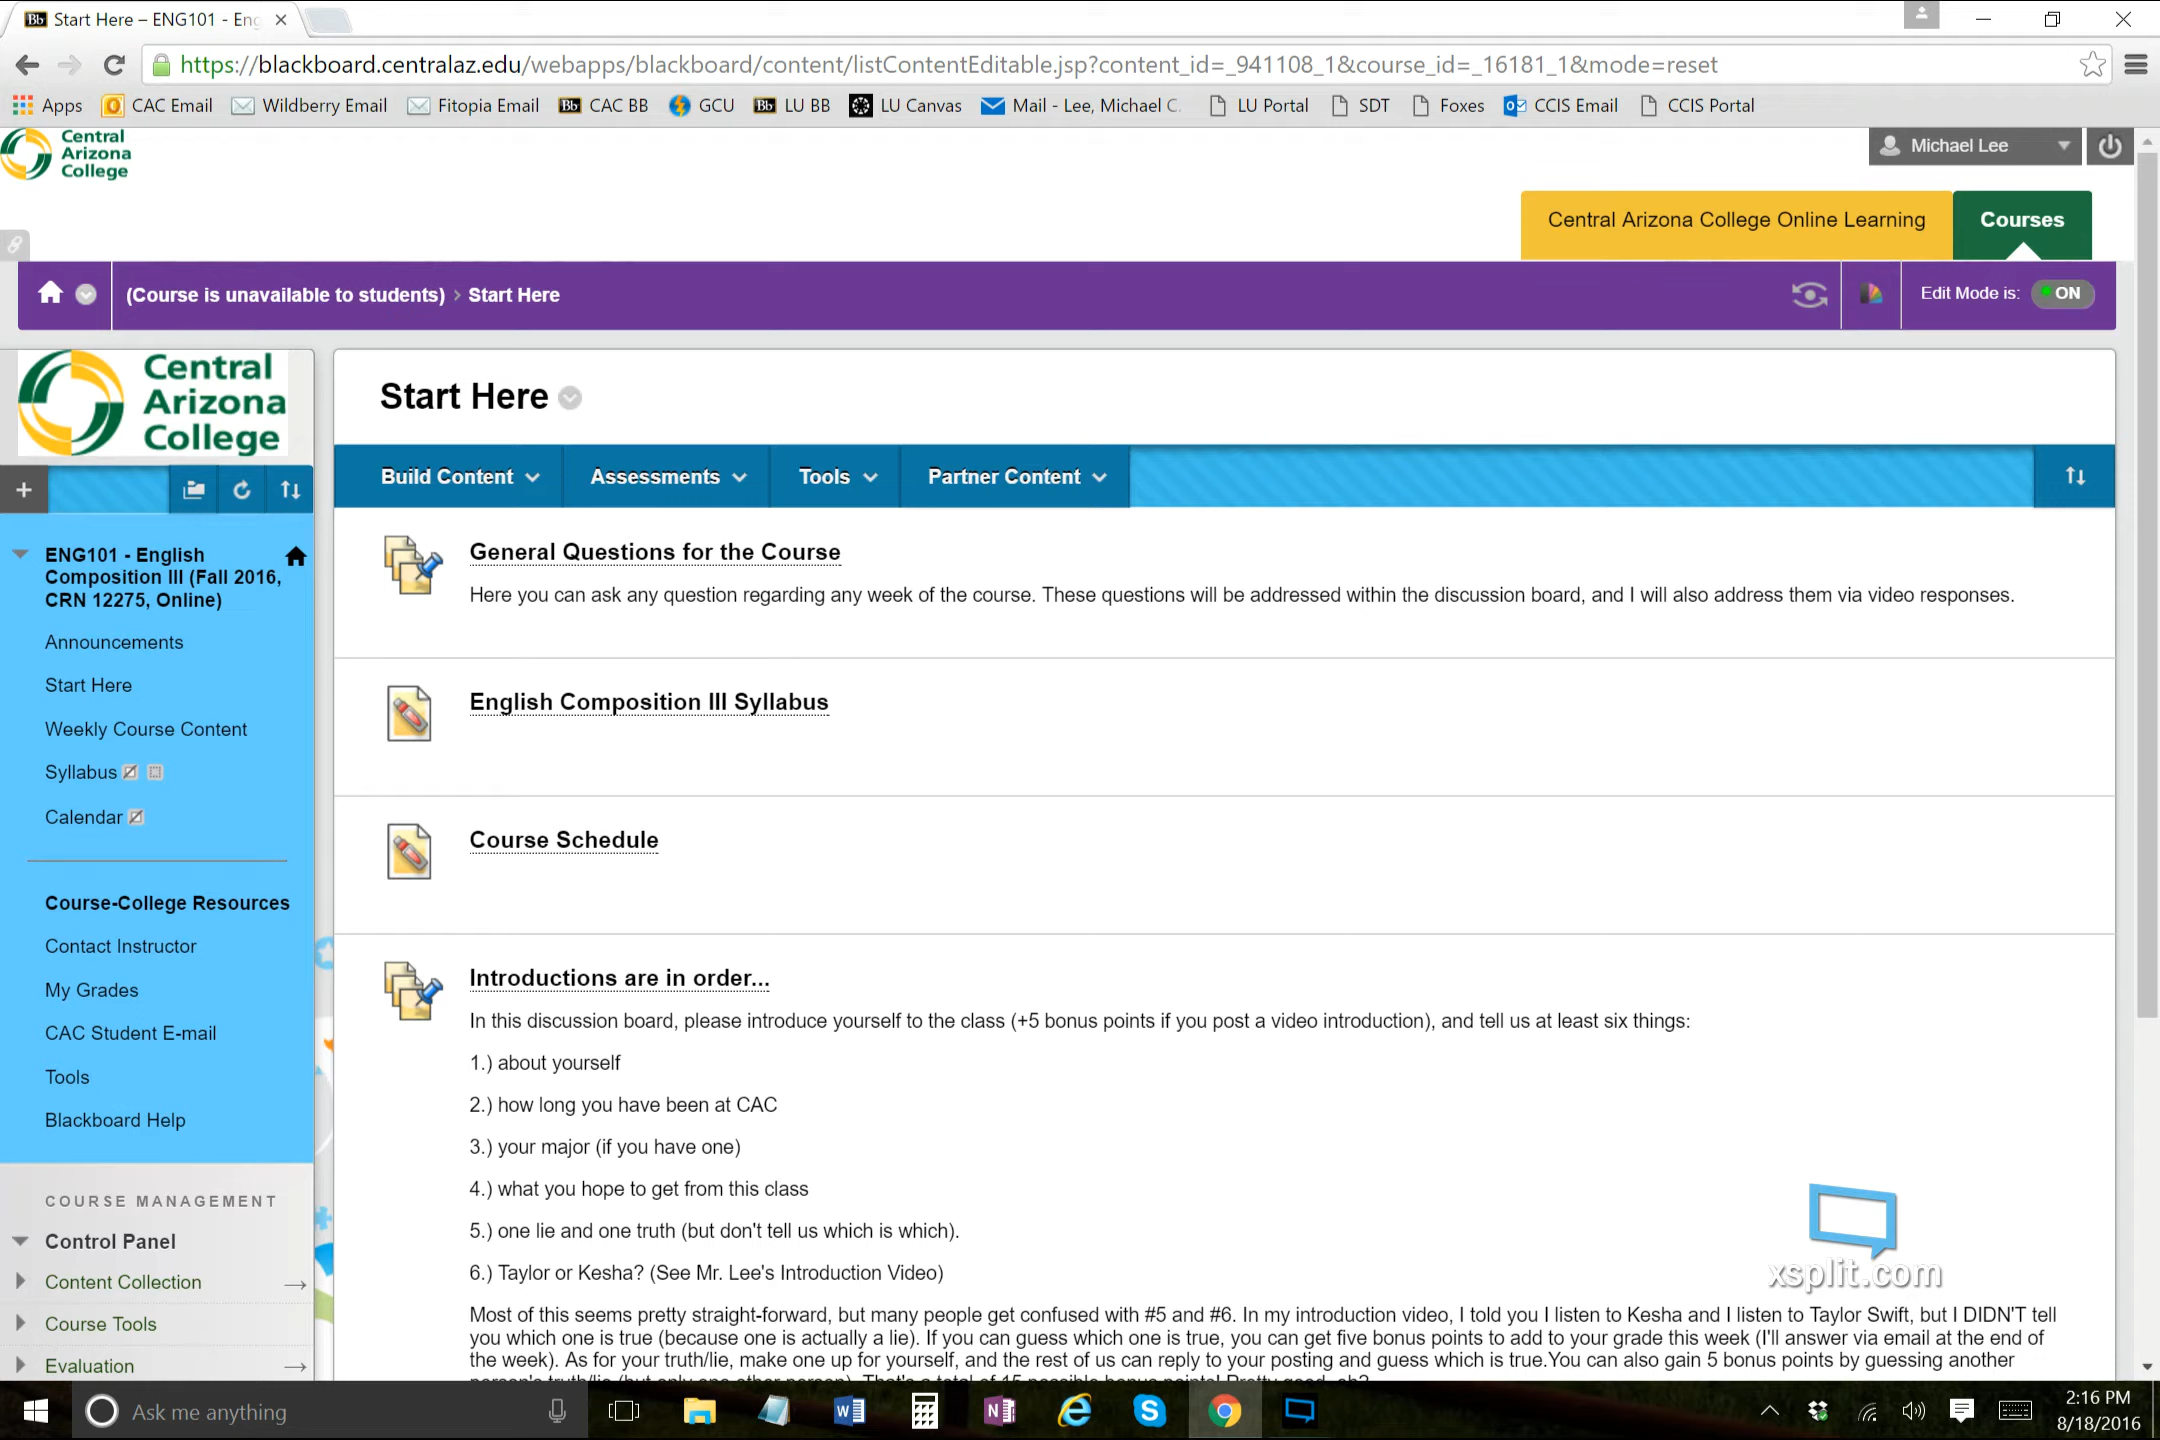 Start Here – ENG101 - Eng
https://blackboard.centralaz.edu/webapps/blackboard/content/listContentEditable.jsp?content_id=_941108_1&course_id=_16181_1&mode=reset
Apps CAC Email Wildberry Email Fitopia Email CAC BB GCU LU BB LU Canvas Mail - Lee, Michael C. LU Portal SDT Foxes CCIS Email CCIS Portal
Central
Arizona
College
Michael Lee
Central Arizona College Online Learning Courses
(Course is unavailable to students) > Start Here
Edit Mode is: ON
Central
Arizona
College
ENG101 - English
Composition III (Fall 2016,
CRN 12275, Online)
Announcements
Start Here
Weekly Course Content
Syllabus
Calendar
Course-College Resources
Contact Instructor
My Grades
CAC Student E-mail
Tools
Blackboard Help
COURSE MANAGEMENT
Control Panel
Content Collection
Course Tools
Evaluation
Start Here
Build Content Assessments Tools Partner Content
General Questions for the Course
Here you can ask any question regarding any week of the course. These questions will be addressed within the discussion board, and I will also address them via video responses.
English Composition III Syllabus
Course Schedule
Introductions are in order...
In this discussion board, please introduce yourself to the class (+5 bonus points if you post a video introduction), and tell us at least six things:
1.) about yourself
2.) how long you have been at CAC
3.) your major (if you have one)
4.) what you hope to get from this class
5.) one lie and one truth (but don't tell us which is which).
6.) Taylor or Kesha? (See Mr. Lee's Introduction Video)
Most of this seems pretty straight-forward, but many people get confused with #5 and #6. In my introduction video, I told you I listen to Kesha and I listen to Taylor Swift, but I DIDN'T tell
you which one is true (because one is actually a lie). If you can guess which one is true, you can get five bonus points to add to your grade this week (I'll answer via email at the end of
the week). As for your truth/lie, make one up for yourself, and the rest of us can reply to your posting and guess which is true.You can also gain 5 bonus points by guessing another
person's truth/lie (but only one other person). That's a total of 15 possible bonus points! Pretty good, eh?
xsplit.com
Ask me anything
2:16 PM
8/18/2016